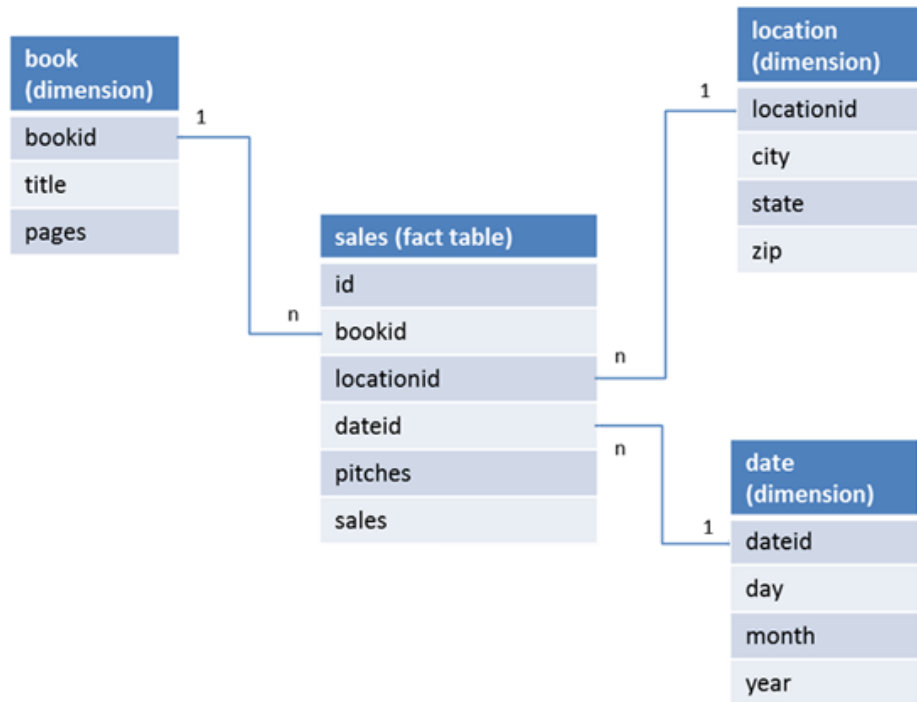 book
(dimension)
bookid
title
pages
1
n
sales (fact table)
id
bookid
locationid
dateid
pitches
sales
n
n
1
location
(dimension)
locationid
city
state
zip
1
date
(dimension)
dateid
day
month
year